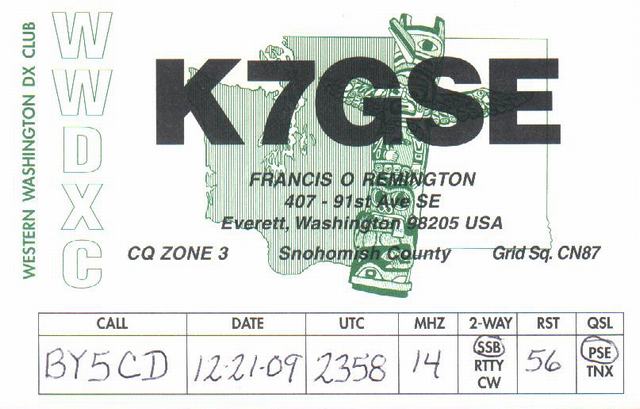 WESTERN WASHINGTON DX CLUB
WWDXC
K7GSE
FRANCIS O REMINGTON
407 - 91st Ave SE
Everett, Washington 98205 USA
CQ ZONE 3 Snohomish County Grid Sq. CN87
CALL DATE UTC MHZ 2-WAY RST QSL
BY5CD 12-21-09 2358 14 SSB 56 PSE
RTTY TNX
CW